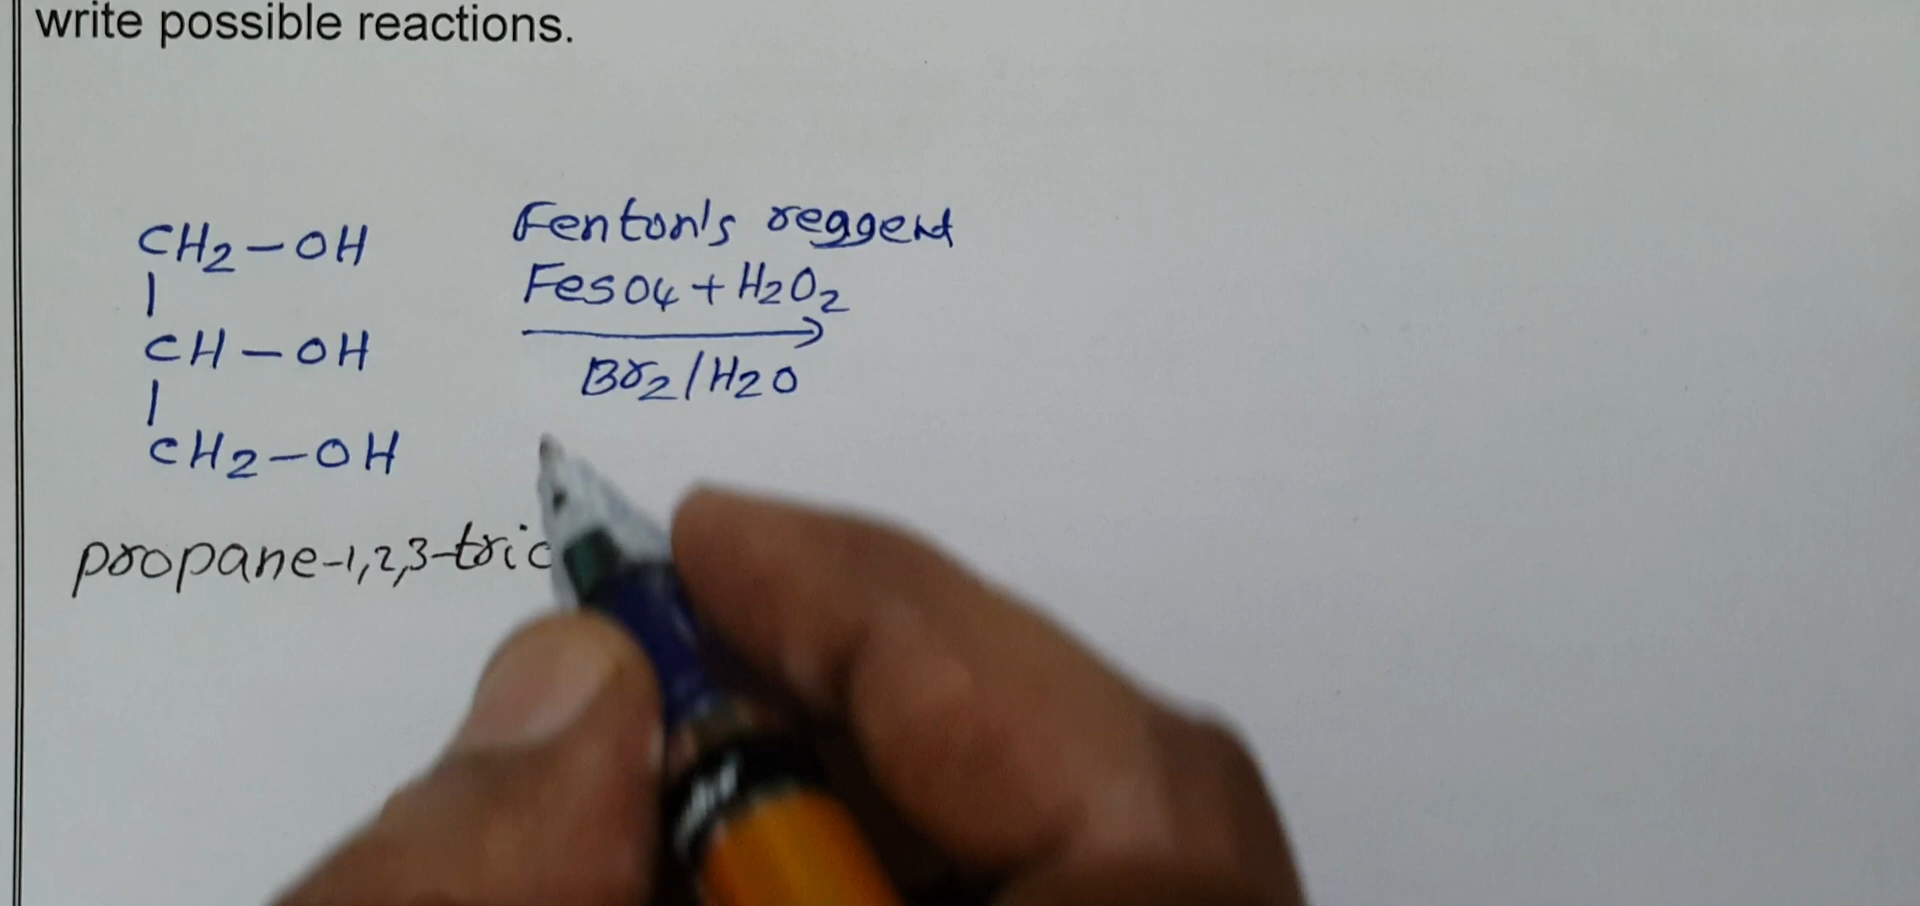 write possible reactions.
CH2-OH
CH-OH
CH2-OH
Fenton's reggent
FeSO4+H2O2
Br2/H2O
propane-1,2,3-trio